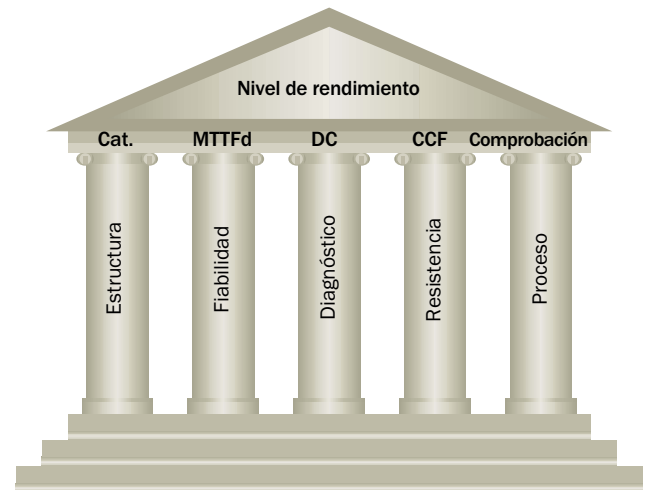 Nivel de rendimiento
Cat. MTTFd DC CCF Comprobación
Estructura
Fiabilidad
Diagnóstico
Resistencia
Proceso